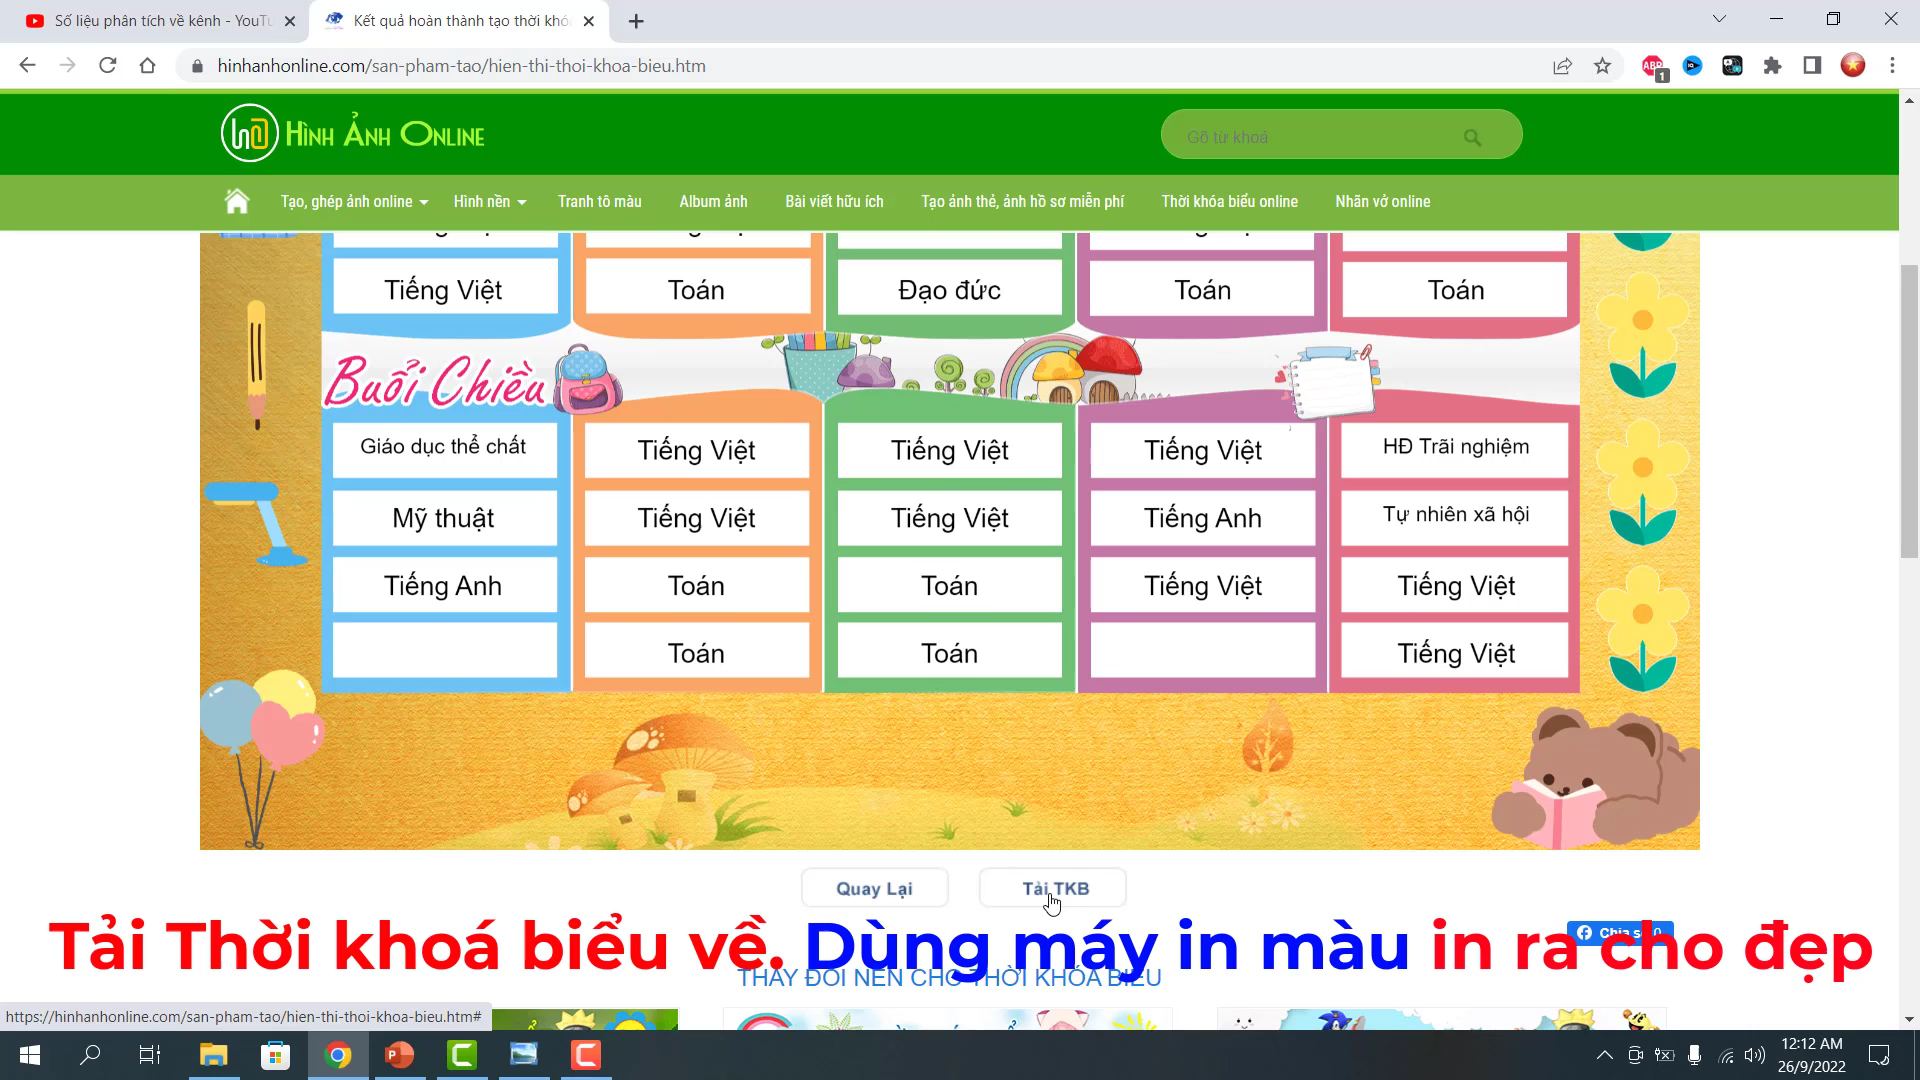 Số liệu phân tích về kênh - YouTu
Kết quả hoàn thành tạo thời khó
hinhanhonline.com/san-pham-tao/hien-thi-thoi-khoa-bieu.htm
ABP
1
Hình Ảnh Online
Gõ từ khoá
Tạo, ghép ảnh online Hình nền Tranh tô màu Album ảnh Bài viết hữu ích Tạo ảnh thẻ, ảnh hồ sơ miễn phí Thời khóa biểu online Nhãn vở online
Tiếng Việt Toán Đạo đức Toán Toán
Buổi Chiều
Giáo dục thể chất Tiếng Việt Tiếng Việt Tiếng Việt HĐ Trãi nghiệm
Mỹ thuật Tiếng Việt Tiếng Việt Tiếng Anh Tự nhiên xã hội
Tiếng Anh Toán Toán Tiếng Việt Tiếng Việt
Toán Toán Tiếng Việt
Quay Lại Tải TKB
Chia sẻ 0
Tải Thời khoá biểu về. Dùng máy in màu in ra cho đẹp
THAY ĐỔI NỀN CHO THỜI KHÓA BIỂU
https://hinhanhonline.com/san-pham-tao/hien-thi-thoi-khoa-bieu.htm#
12:12 AM
26/9/2022